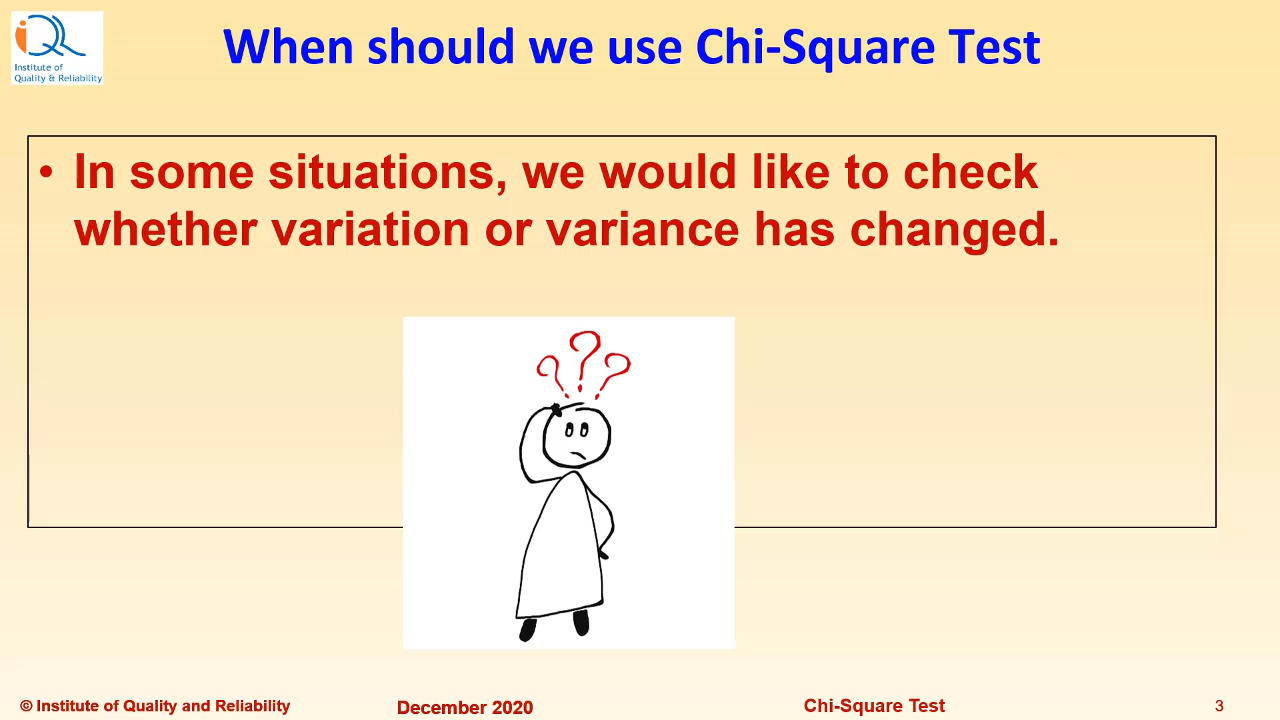 iQR
Institute of
Quality & Reliability
When should we use Chi-Square Test
• In some situations, we would like to check
whether variation or variance has changed.
© Institute of Quality and Reliability
December 2020
Chi-Square Test
3